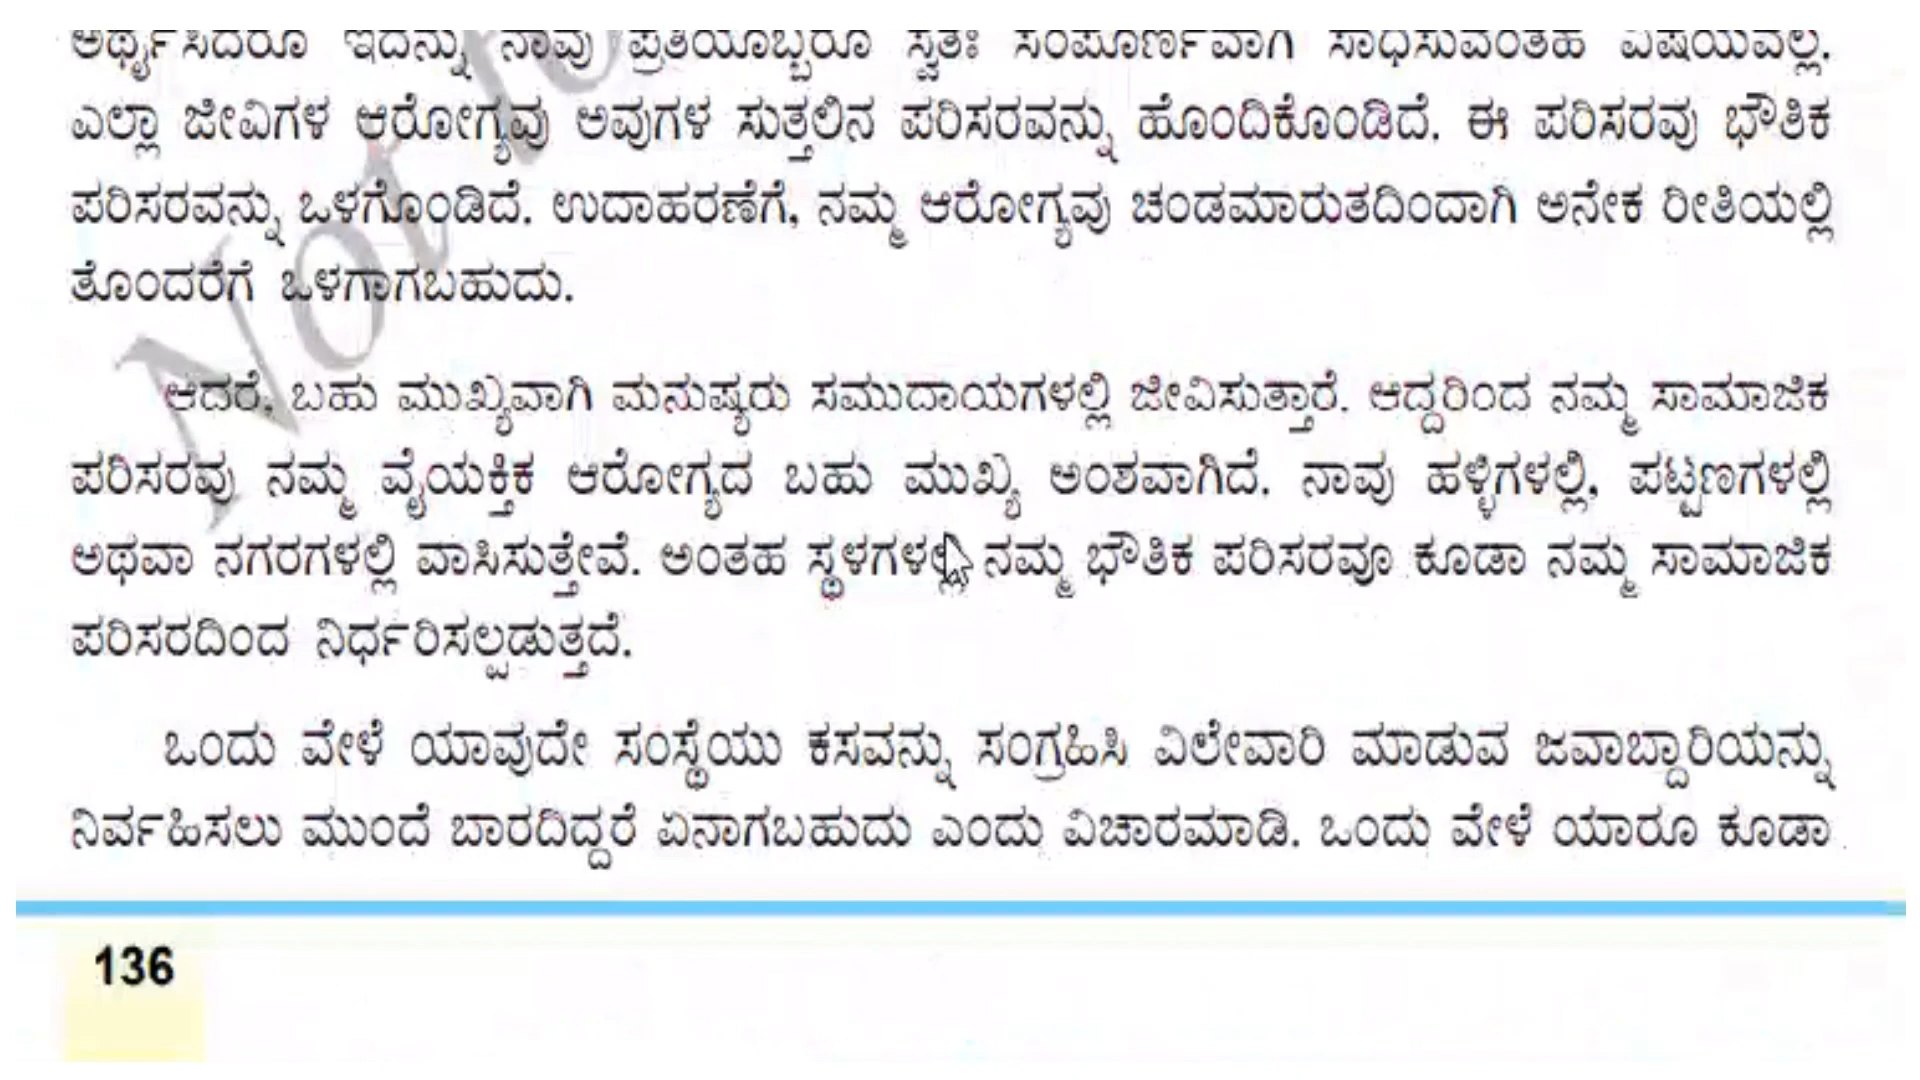 ಅರ್ಥೈಸಿದರೂ ಇದನ್ನು ನಾವು ಪ್ರತಿಯೊಬ್ಬರೂ ಸ್ವತಃ ಸಂಪೂರ್ಣವಾಗಿ ಸಾಧಿಸುವಂತಹ ವಿಷಯವಲ್ಲ.
ಎಲ್ಲಾ ಜೀವಿಗಳ ಆರೋಗ್ಯವು ಅವುಗಳ ಸುತ್ತಲಿನ ಪರಿಸರವನ್ನು ಹೊಂದಿಕೊಂಡಿದೆ. ಈ ಪರಿಸರವು ಭೌತಿಕ
ಪರಿಸರವನ್ನು ಒಳಗೊಂಡಿದೆ. ಉದಾಹರಣೆಗೆ, ನಮ್ಮ ಆರೋಗ್ಯವು ಚಂಡಮಾರುತದಿಂದಾಗಿ ಅನೇಕ ರೀತಿಯಲ್ಲಿ
ತೊಂದರೆಗೆ ಒಳಗಾಗಬಹುದು.
ಆದರೆ, ಬಹು ಮುಖ್ಯವಾಗಿ ಮನುಷ್ಯರು ಸಮುದಾಯಗಳಲ್ಲಿ ಜೀವಿಸುತ್ತಾರೆ. ಆದ್ದರಿಂದ ನಮ್ಮ ಸಾಮಾಜಿಕ
ಪರಿಸರವು ನಮ್ಮ ವೈಯಕ್ತಿಕ ಆರೋಗ್ಯದ ಬಹು ಮುಖ್ಯ ಅಂಶವಾಗಿದೆ. ನಾವು ಹಳ್ಳಿಗಳಲ್ಲಿ, ಪಟ್ಟಣಗಳಲ್ಲಿ
ಅಥವಾ ನಗರಗಳಲ್ಲಿ ವಾಸಿಸುತ್ತೇವೆ. ಅಂತಹ ಸ್ಥಳಗಳಲ್ಲಿ ನಮ್ಮ ಭೌತಿಕ ಪರಿಸರವೂ ಕೂಡಾ ನಮ್ಮ ಸಾಮಾಜಿಕ
ಪರಿಸರದಿಂದ ನಿರ್ಧರಿಸಲ್ಪಡುತ್ತದೆ.
ಒಂದು ವೇಳೆ ಯಾವುದೇ ಸಂಸ್ಥೆಯು ಕಸವನ್ನು ಸಂಗ್ರಹಿಸಿ ವಿಲೇವಾರಿ ಮಾಡುವ ಜವಾಬ್ದಾರಿಯನ್ನು
ನಿರ್ವಹಿಸಲು ಮುಂದೆ ಬಾರದಿದ್ದರೆ ಏನಾಗಬಹುದು ಎಂದು ವಿಚಾರಮಾಡಿ. ಒಂದು ವೇಳೆ ಯಾರೂ ಕೂಡಾ
136
Not